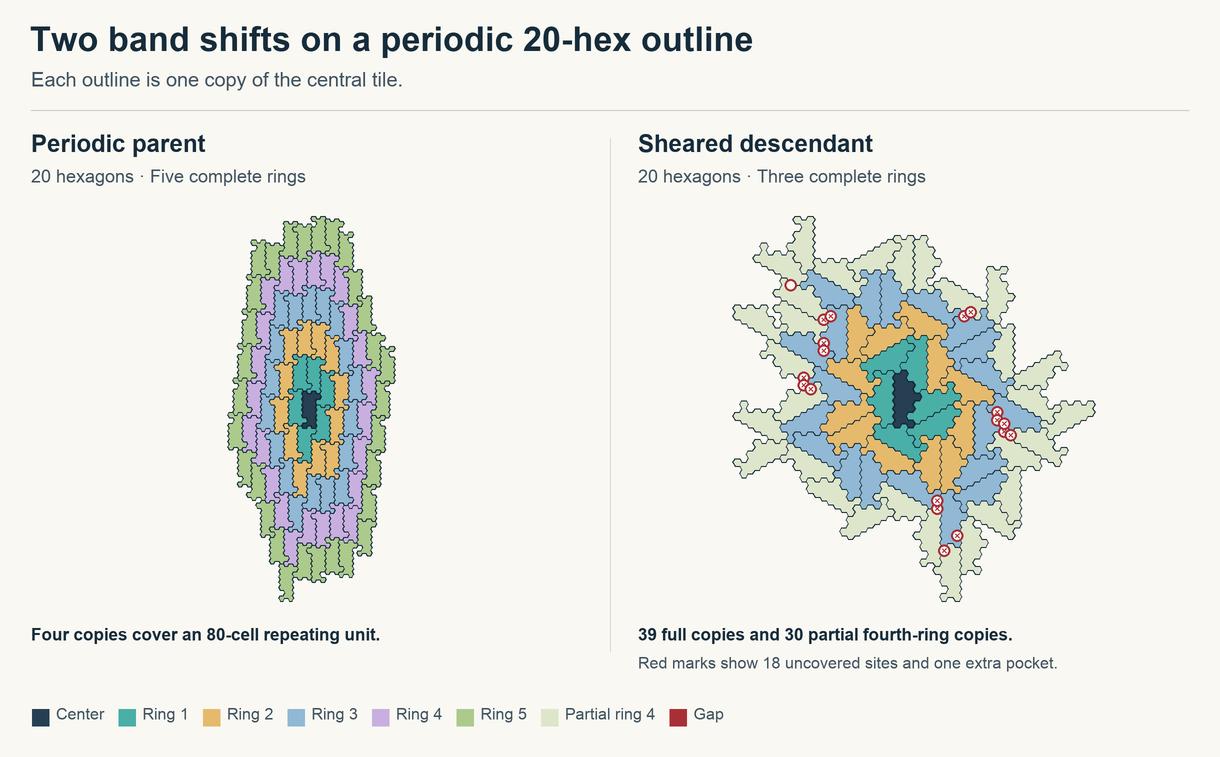 Two band shifts on a periodic 20-hex outline
Each outline is one copy of the central tile.
Periodic parent
20 hexagons · Five complete rings
Four copies cover an 80-cell repeating unit.
Sheared descendant
20 hexagons · Three complete rings
39 full copies and 30 partial fourth-ring copies.
Red marks show 18 uncovered sites and one extra pocket.
Center Ring 1 Ring 2 Ring 3 Ring 4 Ring 5 Partial ring 4 Gap